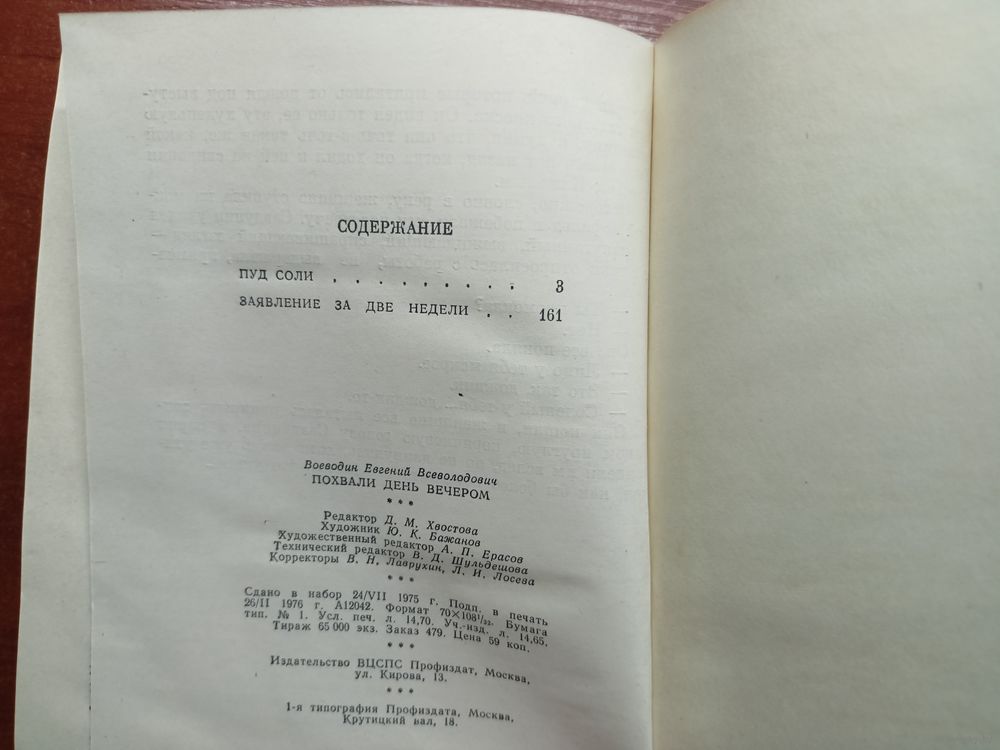 СОДЕРЖАНИЕ
ПУД СОЛИ . . . . . . . . . 3
ЗАЯВЛЕНИЕ ЗА ДВЕ НЕДЕЛИ . . 161
Воеводин Евгений Всеволодович
ПОХВАЛИ ДЕНЬ ВЕЧЕРОМ
* * *
Редактор Д. М. Хвостова
Художник Ю. К. Бажанов
Художественный редактор А. П. Ерасов
Технический редактор В. Д. Шульдешова
Корректоры В. Н. Лаврухин, Л. И. Лосева
* * *
Сдано в набор 24/VII 1975 г. Подп. в печать
26/II 1976 г. А12042. Формат 70×108¹/₃₂. Бумага
тип. № 1. Усл. печ. л. 14,70. Уч.-изд. л. 14,65.
Тираж 65 000 экз. Заказ 479. Цена 59 коп.
* * *
Издательство ВЦСПС Профиздат, Москва,
ул. Кирова, 13.
* * *
1-я типография Профиздата, Москва,
Крутицкий вал, 18.